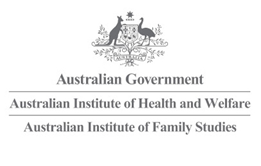 Australian Government
Australian Institute of Health and Welfare
Australian Institute of Family Studies